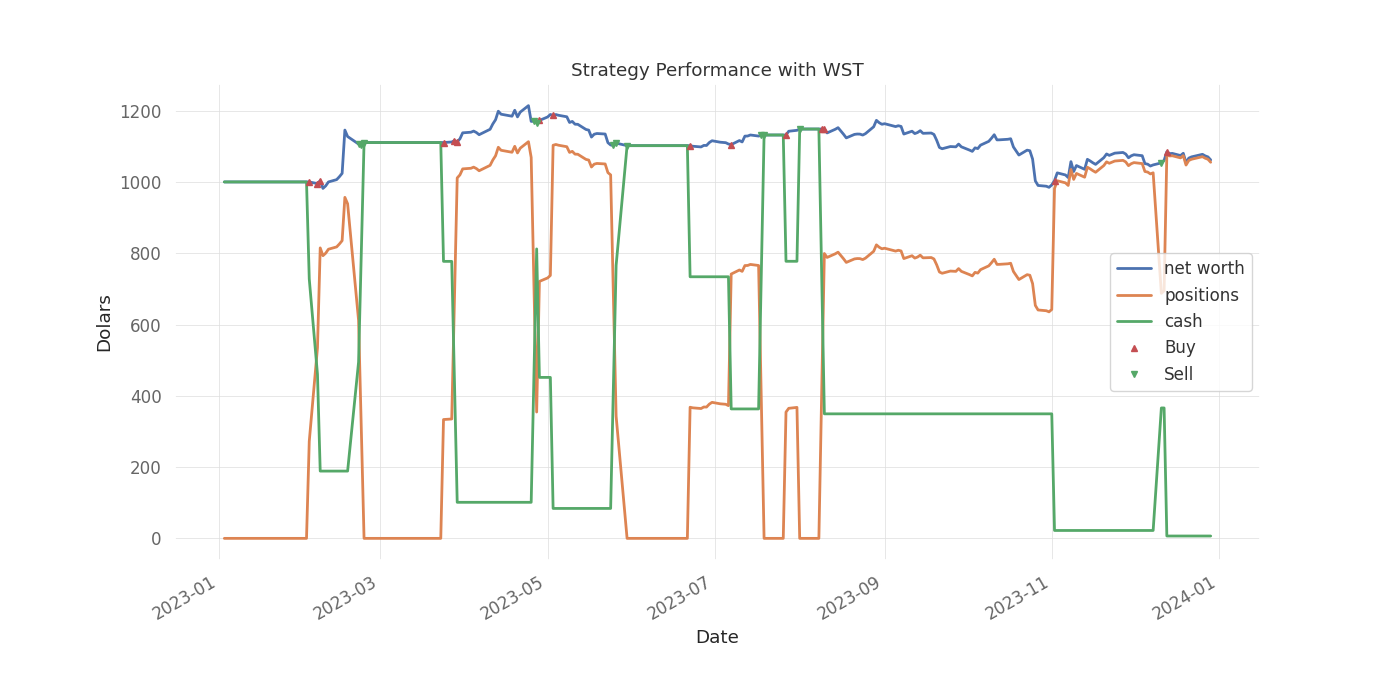 Strategy Performance with WST
1200
1000
800
600
400
200
0
Dolars
net worth
positions
cash
Buy
Sell
2023-01
2023-03
2023-05
2023-07
2023-09
2023-11
2024-01
Date